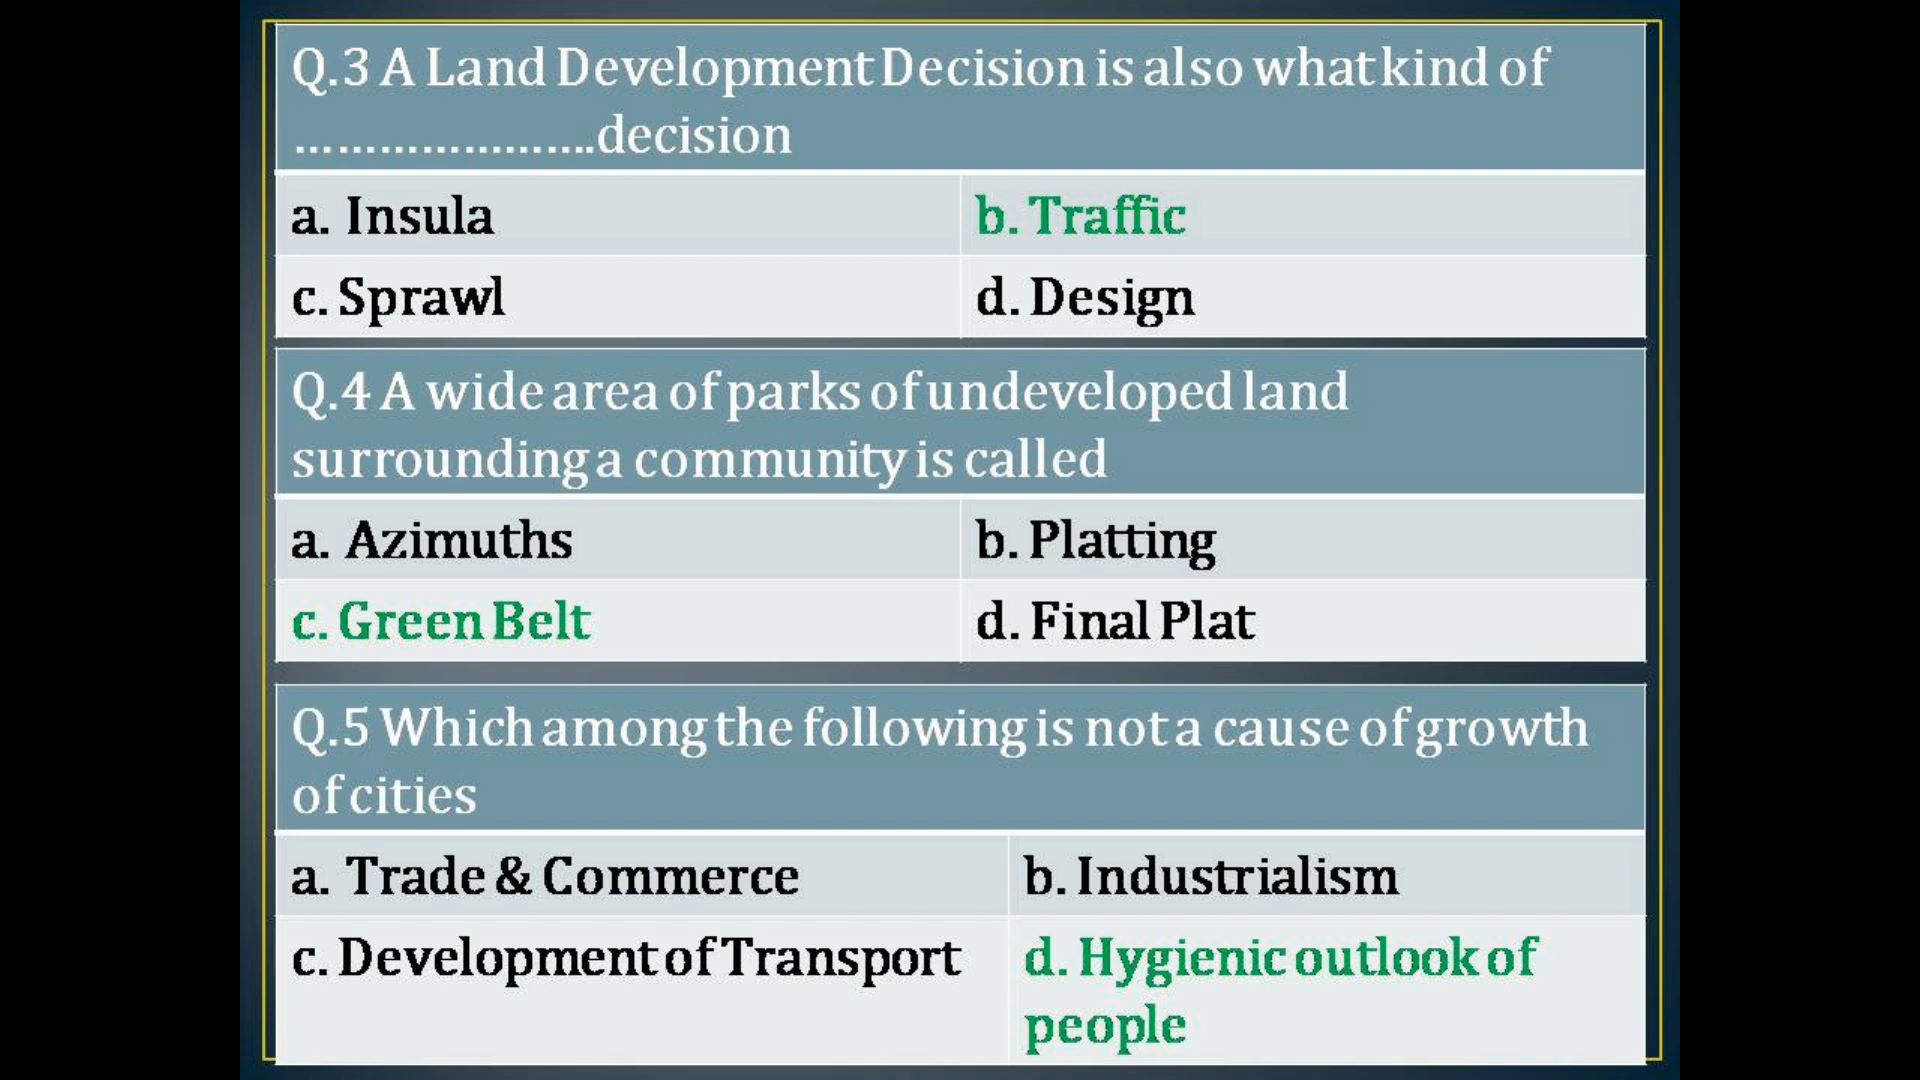 Q.3 A Land Development Decision is also what kind of
.......................decision
a. Insula
b. Traffic
c. Sprawl
d. Design
Q.4 A wide area of parks of undeveloped land
surrounding a community is called
a. Azimuths
b. Platting
c. Green Belt
d. Final Plat
Q.5 Which among the following is not a cause of growth
of cities
a. Trade & Commerce
b. Industrialism
c. Development of Transport
d. Hygienic outlook of
people